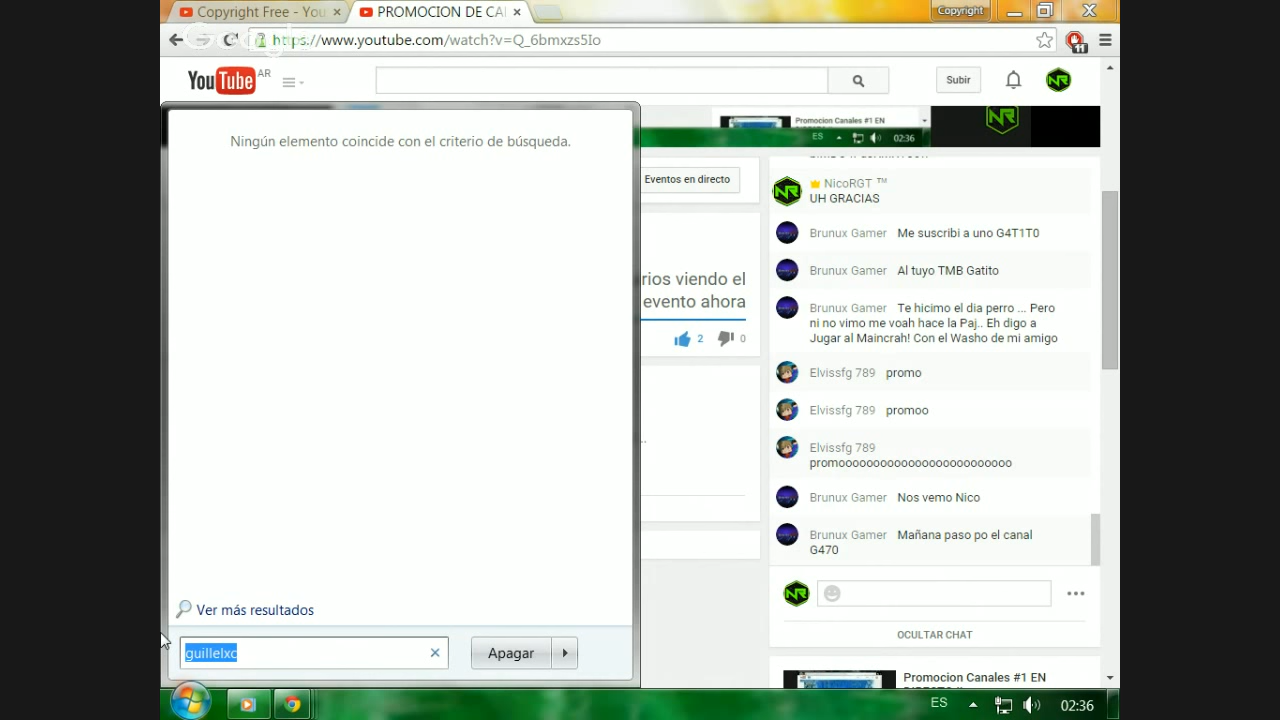 Copyright Free - You
PROMOCION DE CA
Copyright
https://www.youtube.com/watch?v=Q_6bmxzs5Io
11
YouTube AR
Subir
NR
Ningún elemento coincide con el criterio de búsqueda.
Promocion Canales #1 EN
ES
02:36
NR
Eventos en directo
rios viendo el
evento ahora
2
0
NicoRGT ™
UH GRACIAS
Brunux Gamer Me suscribi a uno G4T1T0
Brunux Gamer Al tuyo TMB Gatito
Brunux Gamer Te hicimo el dia perro ... Pero
ni no vimo me voah hace la Paj.. Eh digo a
Jugar al Maincrah! Con el Washo de mi amigo
Elvissfg 789 promo
Elvissfg 789 promoo
Elvissfg 789
promooooooooooooooooooooooooo
Brunux Gamer Nos vemo Nico
Brunux Gamer Mañana paso po el canal
G470
NR
OCULTAR CHAT
Promocion Canales #1 EN
Ver más resultados
guillelxc
Apagar
ES
02:36